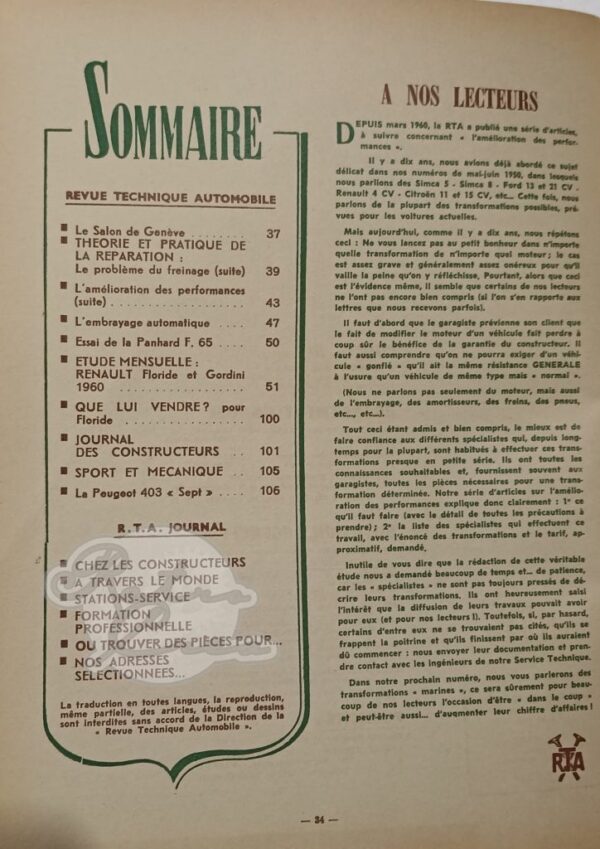 SOMMAIRE
REVUE TECHNIQUE AUTOMOBILE
Le Salon de Genève ........ 37
THEORIE ET PRATIQUE DE
LA REPARATION :
Le problème du freinage (suite) 39
L'amélioration des performances
(suite) .................. 43
L'embrayage automatique .... 47
Essai de la Panhard F. 65 .... 50
ETUDE MENSUELLE :
RENAULT Floride et Gordini
1960 .................. 51
QUE LUI VENDRE ? pour
Floride .................. 100
JOURNAL
DES CONSTRUCTEURS .. 101
SPORT ET MECANIQUE .... 105
La Peugeot 403 « Sept » .... 106
R.T.A. JOURNAL
CHEZ LES CONSTRUCTEURS
A TRAVERS LE MONDE
STATIONS-SERVICE
FORMATION
PROFESSIONNELLE
OU TROUVER DES PIÈCES POUR...
NOS ADRESSES
SELECTIONNEES...
La traduction en toutes langues, la reproduction,
même partielle, des articles, études ou dessins
sont interdites sans accord de la Direction de la
« Revue Technique Automobile ».
A NOS LECTEURS
DEPUIS mars 1960, la RTA a publié une série d'articles,
à suivre concernant « l'amélioration des perfor-
mances ».
Il y a dix ans, nous avions déjà abordé ce sujet
délicat dans nos numéros de mai-juin 1950, dans lesquels
nous parlions des Simca 5 - Simca 8 - Ford 13 et 21 CV -
Renault 4 CV - Citroën 11 et 15 CV, etc... Cette fois, nous
parlons de la plupart des transformations possibles, pré-
vues pour les voitures actuelles.
Mais aujourd'hui, comme il y a dix ans, nous répétons
ceci : Ne vous lancez pas au petit bonheur dans n'importe
quelle transformation de n'importe quel moteur ; le cas
est assez grave et généralement assez onéreux pour qu'il
vaille la peine qu'on y réfléchisse. Pourtant, alors que ceci
est l'évidence même, il semble que certains de nos lecteurs
ne l'ont pas encore bien compris (si l'on s'en rapporte aux
lettres que nous recevons parfois).
Il faut d'abord que le garagiste prévienne son client que
le fait de modifier le moteur d'un véhicule fait perdre à
coup sûr le bénéfice de la garantie du constructeur. Il
faut aussi comprendre qu'on ne pourra exiger d'un véhi-
cule « gonflé » qu'il ait la même résistance GENERALE
à l'usure qu'un véhicule de même type mais « normal ».
(Nous ne parlons pas seulement du moteur, mais aussi
de l'embrayage, des amortisseurs, des freins, des pneus,
etc..., etc...).
Tout ceci étant admis et bien compris, le mieux est de
faire confiance aux différents spécialistes qui, depuis long-
temps pour la plupart, sont habitués à effectuer ces trans-
formations presque en petite série. Ils ont toutes les
connaissances souhaitables et, fournissent souvent aux
garagistes, toutes les pièces nécessaires pour une trans-
formation déterminée. Notre série d'articles sur l'amélio-
ration des performances explique donc clairement : 1° ce
qu'il faut faire (avec le détail de toutes les précautions à
prendre) ; 2° la liste des spécialistes qui effectuent ce
travail, avec l'énoncé des transformations et le tarif, ap-
proximatif, demandé.
Inutile de vous dire que la rédaction de cette véritable
étude nous a demandé beaucoup de temps et... de patience,
car les « spécialistes » ne sont pas toujours pressés de dé-
crire leurs transformations. Ils ont heureusement saisi
l'intérêt que la diffusion de leurs travaux pouvait avoir
pour eux (et pour nos lecteurs !). Toutefois, si, par hasard,
certains d'entre eux ne se trouvaient pas cités, qu'ils se
frappent la poitrine et qu'ils finissent par où ils auraient
dû commencer : nous envoyer leur documentation et pren-
dre contact avec les ingénieurs de notre Service Technique.
Dans notre prochain numéro, nous vous parlerons des
transformations « marines », ce sera sûrement pour beau-
coup de nos lecteurs l'occasion d'être « dans le coup »
et peut-être aussi... d'augmenter leur chiffre d'affaires !
RTA
— 34 —